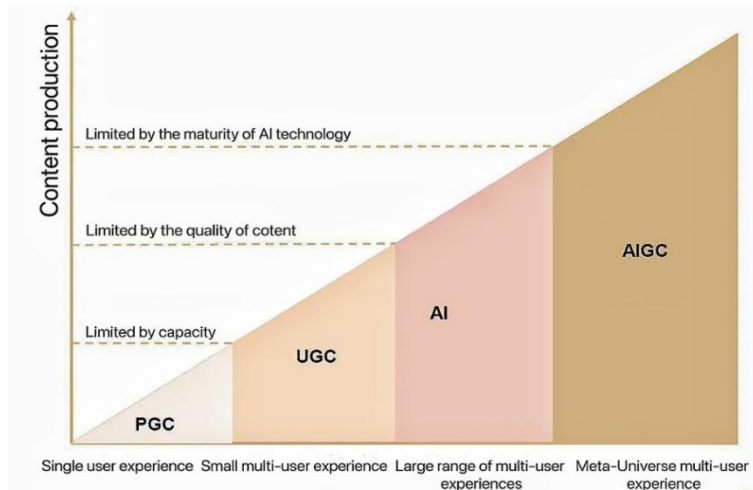 Content production
Limited by the maturity of AI technology
Limited by the quality of cotent
Limited by capacity
PGC
UGC
AI
AIGC
Single user experience
Small multi-user experience
Large range of multi-user
experiences
Meta-Universe multi-user
experience